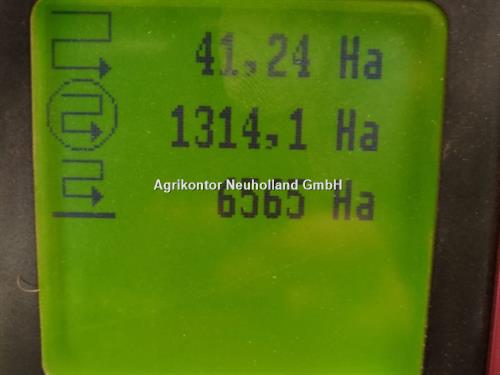 41,24 Ha
1314,1 Ha
Agrikontor Neuholland GmbH
6565 Ha